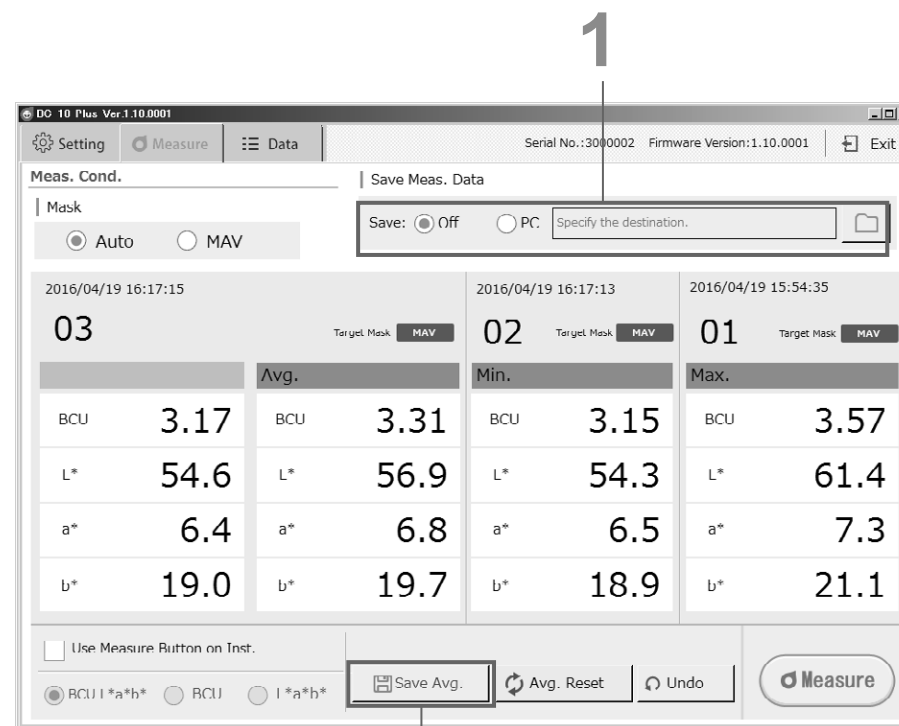 1
DC 10 Plus Ver.1.10.0001
Setting Measure Data Serial No.:3000002 Firmware Version:1.10.0001 Exit
Meas. Cond. Save Meas. Data
Mask
Save: Off PC Specify the destination.
Auto MAV
2016/04/19 16:17:15 2016/04/19 16:17:13 2016/04/19 15:54:35
03 Target Mask MAV 02 Target Mask MAV 01 Target Mask MAV
Avg. Min. Max.
BCU 3.17 BCU 3.31 BCU 3.15 BCU 3.57
L* 54.6 L* 56.9 L* 54.3 L* 61.4
a* 6.4 a* 6.8 a* 6.5 a* 7.3
b* 19.0 b* 19.7 b* 18.9 b* 21.1
Use Measure Button on Inst.
BCU L*a*b* BCU L*a*b* Save Avg. Avg. Reset Undo Measure